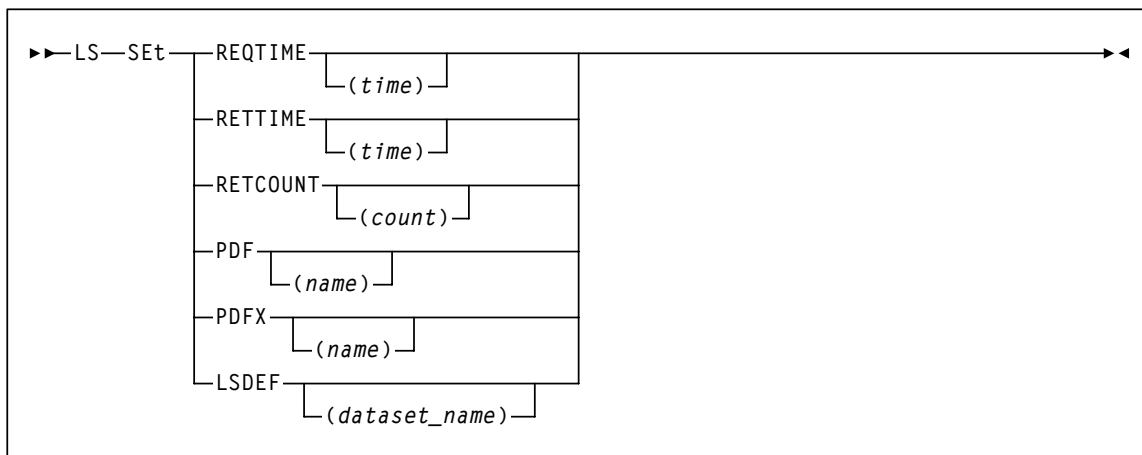 LS SEt REQTIME
(time)
RETTIME
(time)
RETCOUNT
(count)
PDF
(name)
PDFX
(name)
LSDEF
(dataset_name)